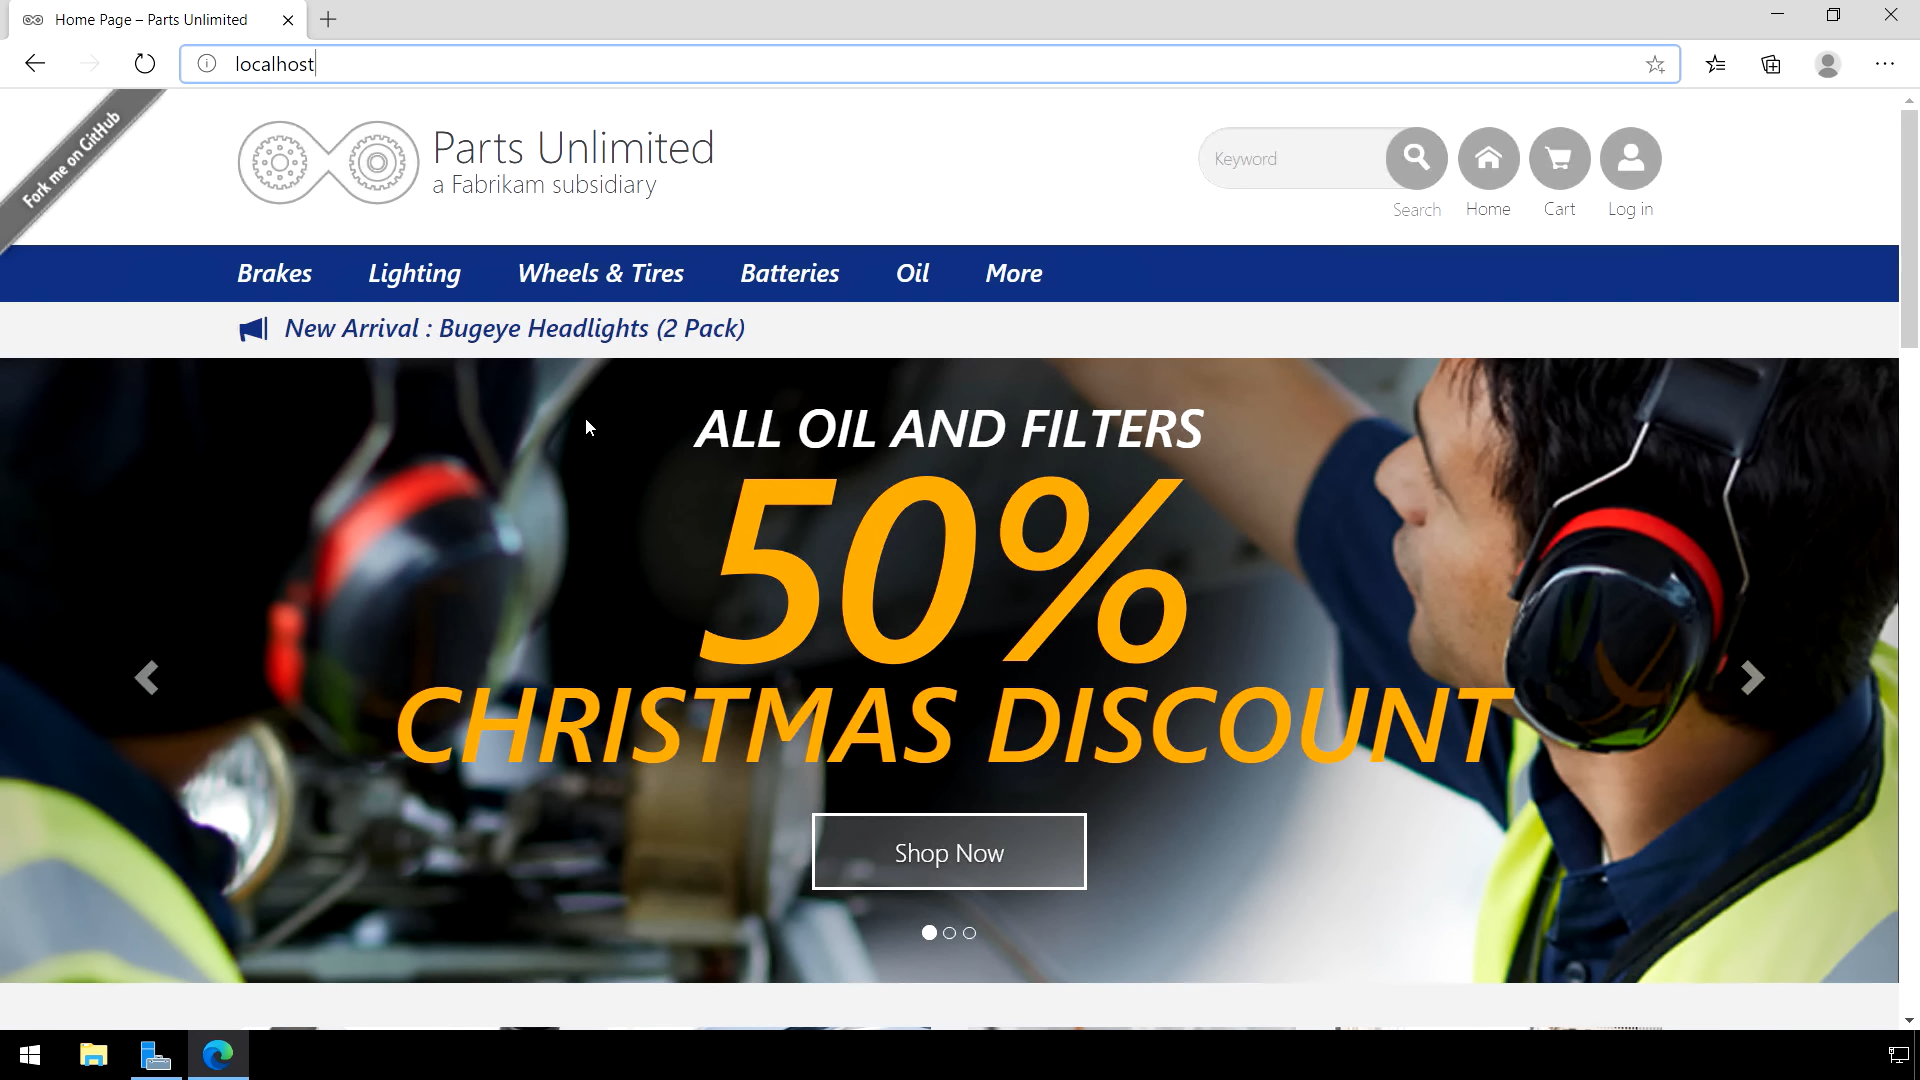 Home Page – Parts Unlimited
localhost
Fork me on GitHub
Parts Unlimited
a Fabrikam subsidiary
Keyword
Search
Home
Cart
Log in
Brakes
Lighting
Wheels & Tires
Batteries
Oil
More
New Arrival : Bugeye Headlights (2 Pack)
ALL OIL AND FILTERS
50%
CHRISTMAS DISCOUNT
Shop Now